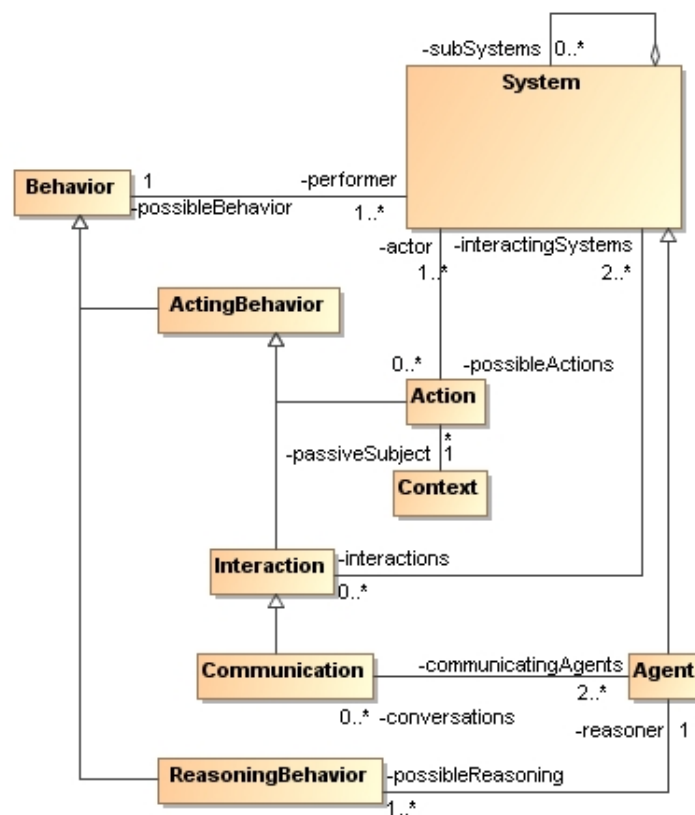 -subSystems 0..*
System
Behavior
1
-performer
-possibleBehavior
1..*
-actor
-interactingSystems
1..*
2..*
ActingBehavior
0..*
-possibleActions
Action
*
-passiveSubject
1
Context
Interaction
-interactions
0..*
Communication
-communicatingAgents
Agent
2..*
0..* -conversations
-reasoner
1
ReasoningBehavior
-possibleReasoning
1..*